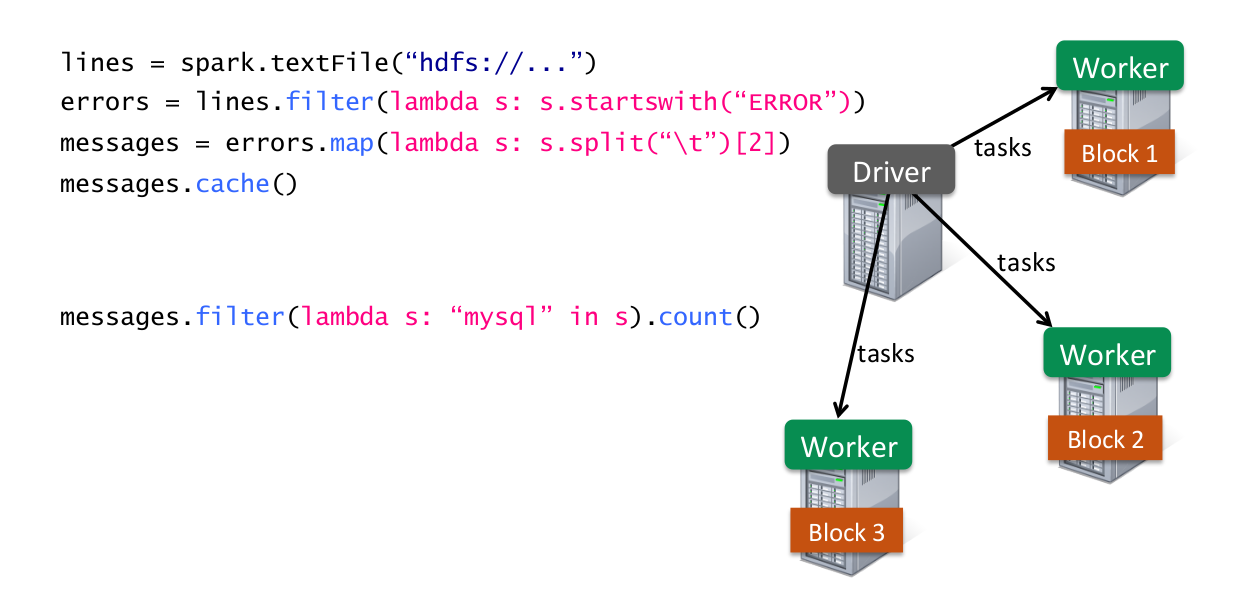 lines = spark.textFile(“hdfs://...”)
errors = lines.filter(lambda s: s.startswith(“ERROR”))
messages = errors.map(lambda s: s.split(“\t”)[2])
messages.cache()
messages.filter(lambda s: “mysql” in s).count()
Worker
Block 1
tasks
Driver
tasks
Worker
Block 2
tasks
Worker
Block 3